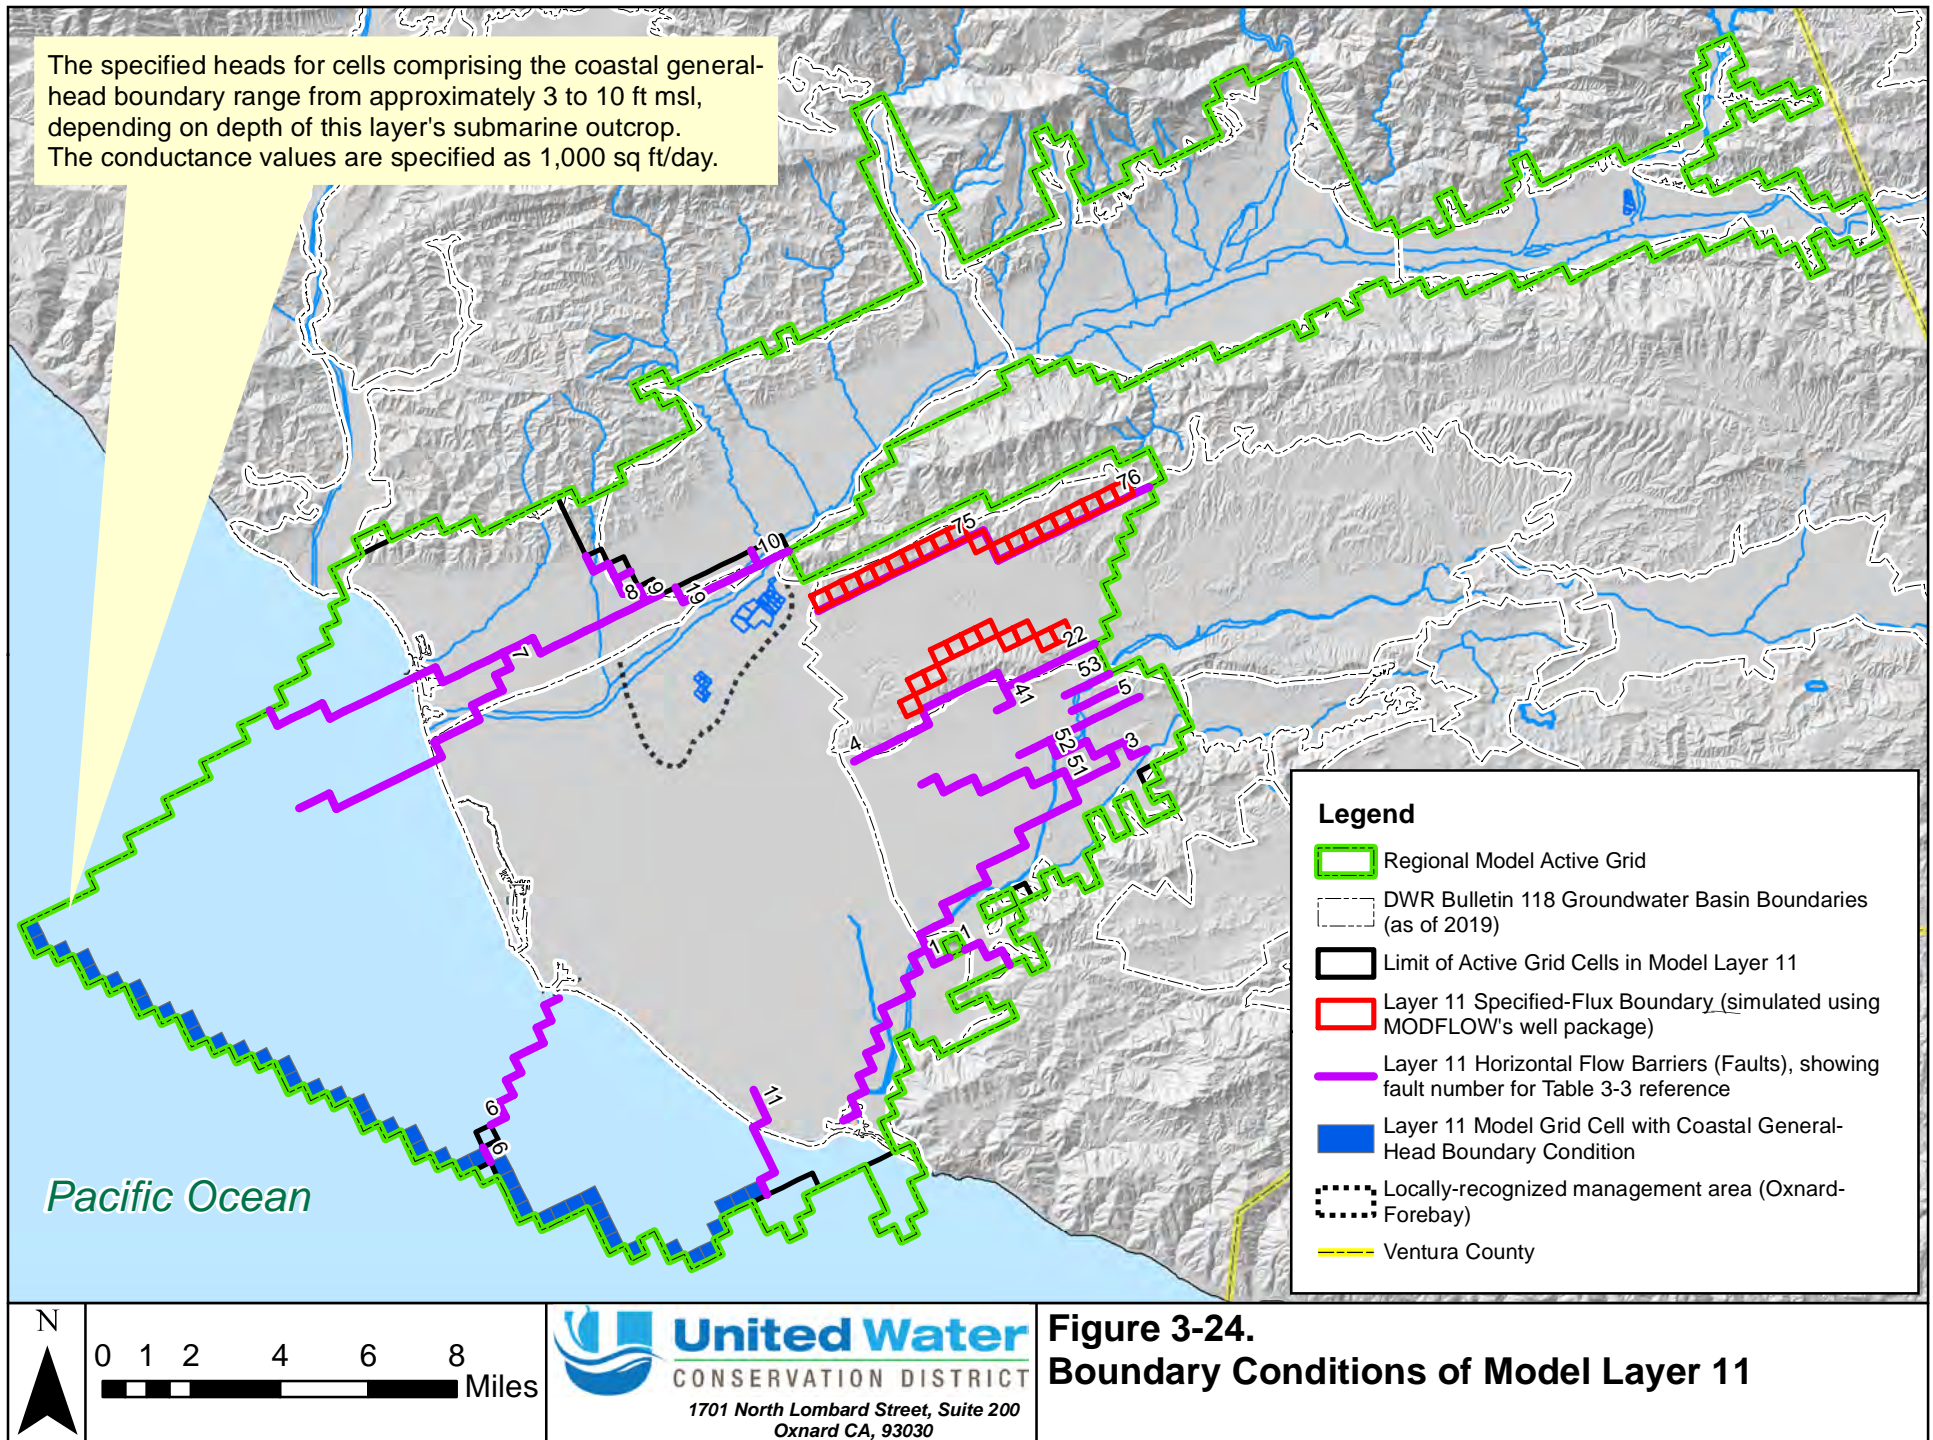 The specified heads for cells comprising the coastal general-
head boundary range from approximately 3 to 10 ft msl,
depending on depth of this layer's submarine outcrop.
The conductance values are specified as 1,000 sq ft/day.
76
75
10
19
9
8
7
22
53
41
5
4
52
51
3
1
1
11
6
6
Pacific Ocean
Legend
Regional Model Active Grid
DWR Bulletin 118 Groundwater Basin Boundaries
(as of 2019)
Limit of Active Grid Cells in Model Layer 11
Layer 11 Specified-Flux Boundary (simulated using
MODFLOW's well package)
Layer 11 Horizontal Flow Barriers (Faults), showing
fault number for Table 3-3 reference
Layer 11 Model Grid Cell with Coastal General-
Head Boundary Condition
Locally-recognized management area (Oxnard-
Forebay)
Ventura County
N
0 1 2 4 6 8
Miles
United Water
CONSERVATION DISTRICT
1701 North Lombard Street, Suite 200
Oxnard CA, 93030
Figure 3-24.
Boundary Conditions of Model Layer 11